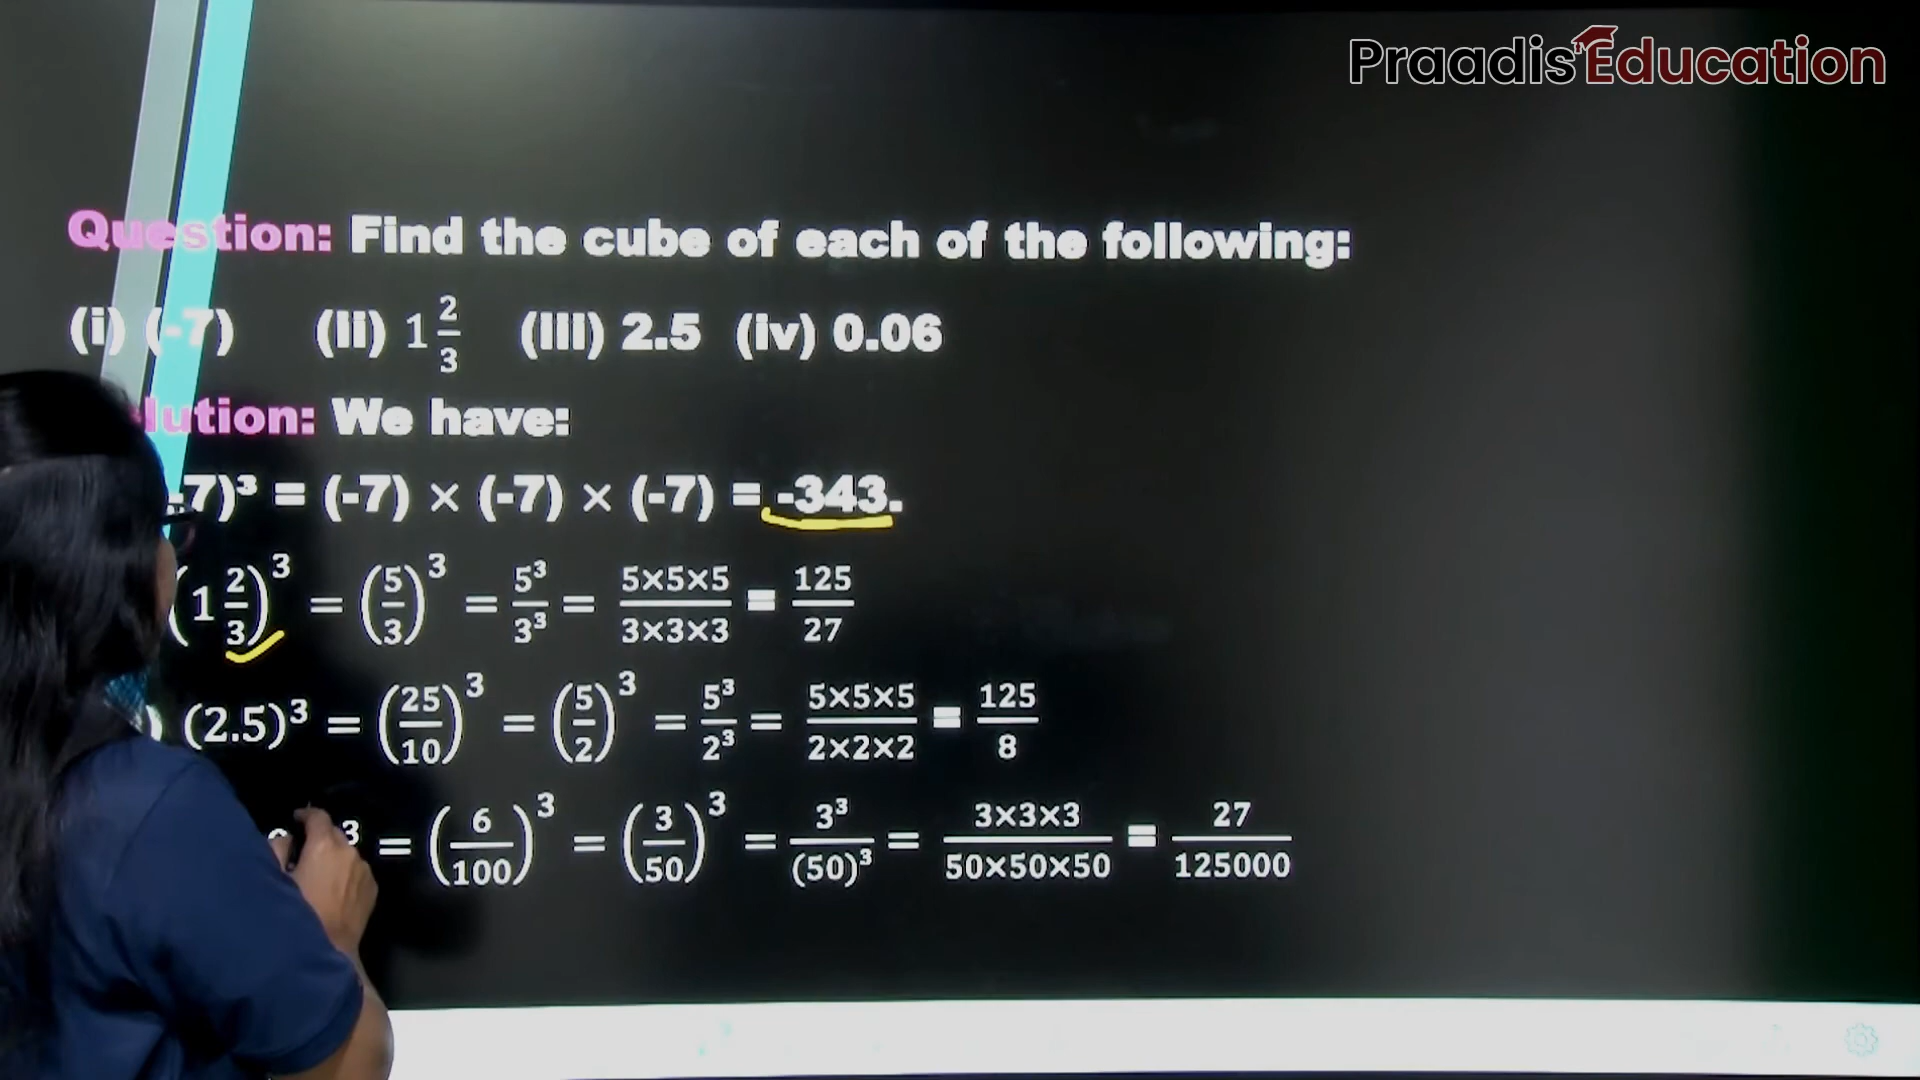 Praadis Education
Question: Find the cube of each of the following:
(i) (-7) (ii) 1 2/3 (iii) 2.5 (iv) 0.06
lution: We have:
-7)³ = (-7) × (-7) × (-7) = -343.
(1 2/3)³ = (5/3)³ = 5³/3³ = 5×5×5/3×3×3 = 125/27
) (2.5)³ = (25/10)³ = (5/2)³ = 5³/2³ = 5×5×5/2×2×2 = 125/8
³ = (6/100)³ = (3/50)³ = 3³/(50)³ = 3×3×3/50×50×50 = 27/125000